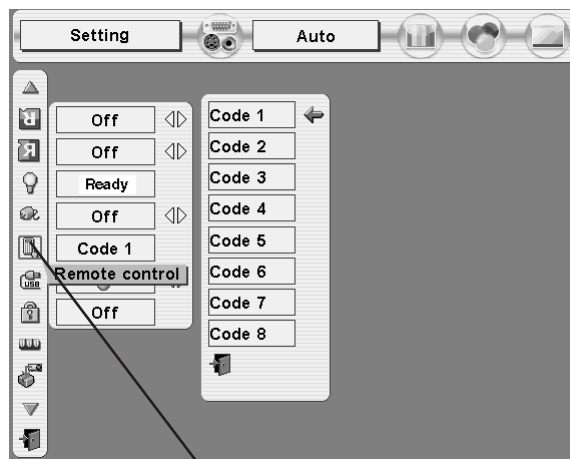 Setting
Auto
Off
Off
Ready
Off
Code 1
Remote control
Off
USB
Code 1
Code 2
Code 3
Code 4
Code 5
Code 6
Code 7
Code 8